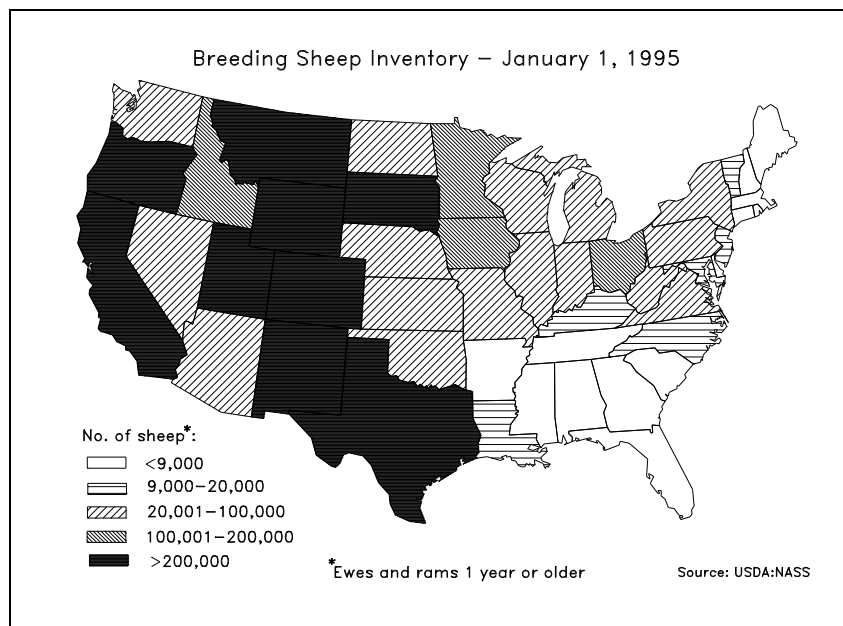 Breeding Sheep Inventory – January 1, 1995
No. of sheep*:
<9,000
9,000–20,000
20,001–100,000
100,001–200,000
>200,000
*Ewes and rams 1 year or older
Source: USDA:NASS